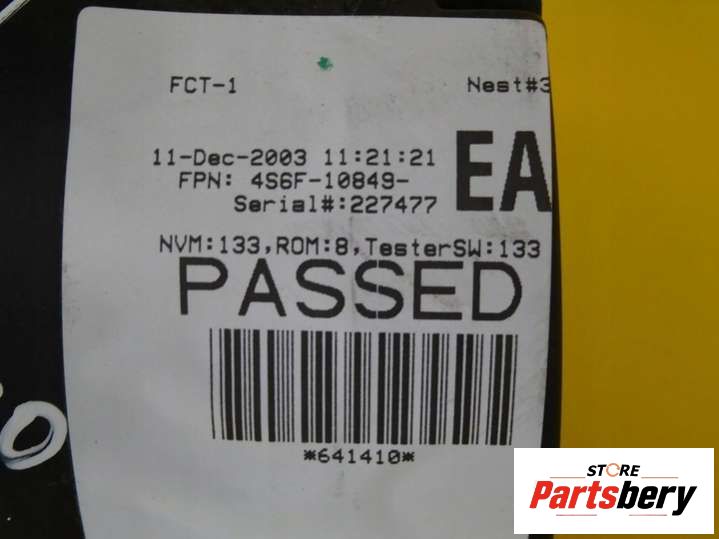 FCT-1 Nest#3
11-Dec-2003 11:21:21
FPN: 4S6F-10849- EA
Serial#:227477
NVM:133,ROM:8,TesterSW:133
PASSED
*641410*
STORE
Partsbery